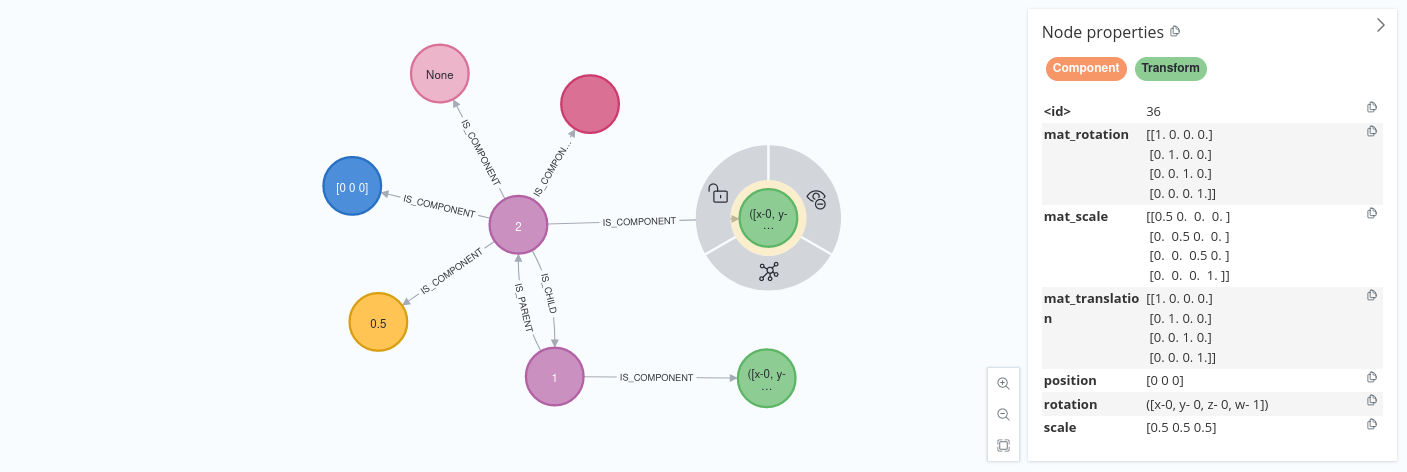 None
IS_COMPONENT
IS_COMPON...
[0 0 0]
IS_COMPONENT
2
IS_COMPONENT
([x-0, y-
...
IS_COMPONENT
0.5
IS_CHILD
IS_PARENT
1
IS_COMPONENT
([x-0, y-
...
Node properties
Component Transform
<id> 36
mat_rotation [[1. 0. 0. 0.]
[0. 1. 0. 0.]
[0. 0. 1. 0.]
[0. 0. 0. 1.]]
mat_scale [[0.5 0. 0. 0. ]
[0. 0.5 0. 0. ]
[0. 0. 0.5 0. ]
[0. 0. 0. 1. ]]
mat_translatio [[1. 0. 0. 0.]
n [0. 1. 0. 0.]
[0. 0. 1. 0.]
[0. 0. 0. 1.]]
position [0 0 0]
rotation ([x-0, y- 0, z- 0, w- 1])
scale [0.5 0.5 0.5]